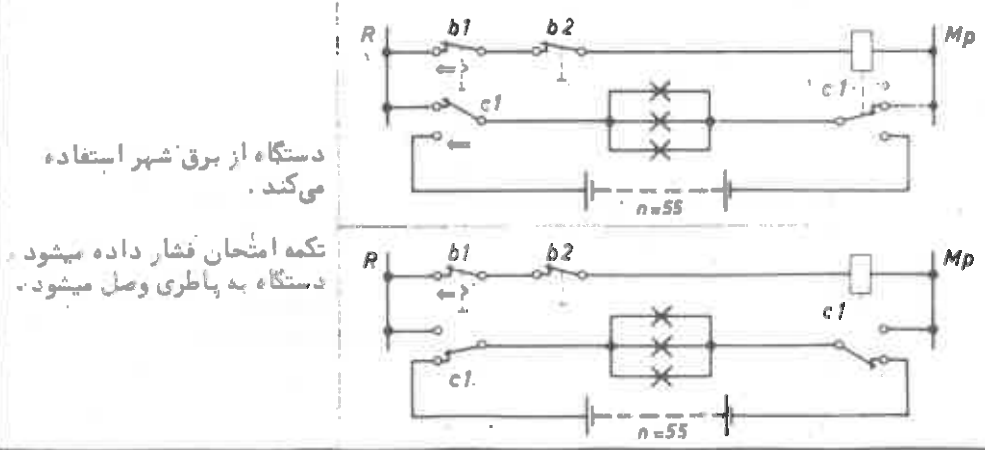 R b1 b2 Mp
c1 c1
n=55
دستگاه از برق شهر استفاده
می‌کند .
تکمه امتحان فشار داده میشود .
دستگاه به باطری وصل میشود .
R b1 b2 Mp
c1
c1.
n=55